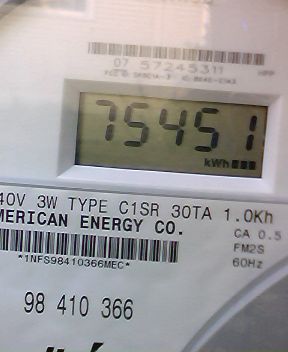 07 57245311
HPP
75451
kWh
40V 3W TYPE C1SR 30TA 1.0Kh
MERICAN ENERGY CO.
CA 0.5
*1NFS98410366MEC*
FM2S
60Hz
98 410 366